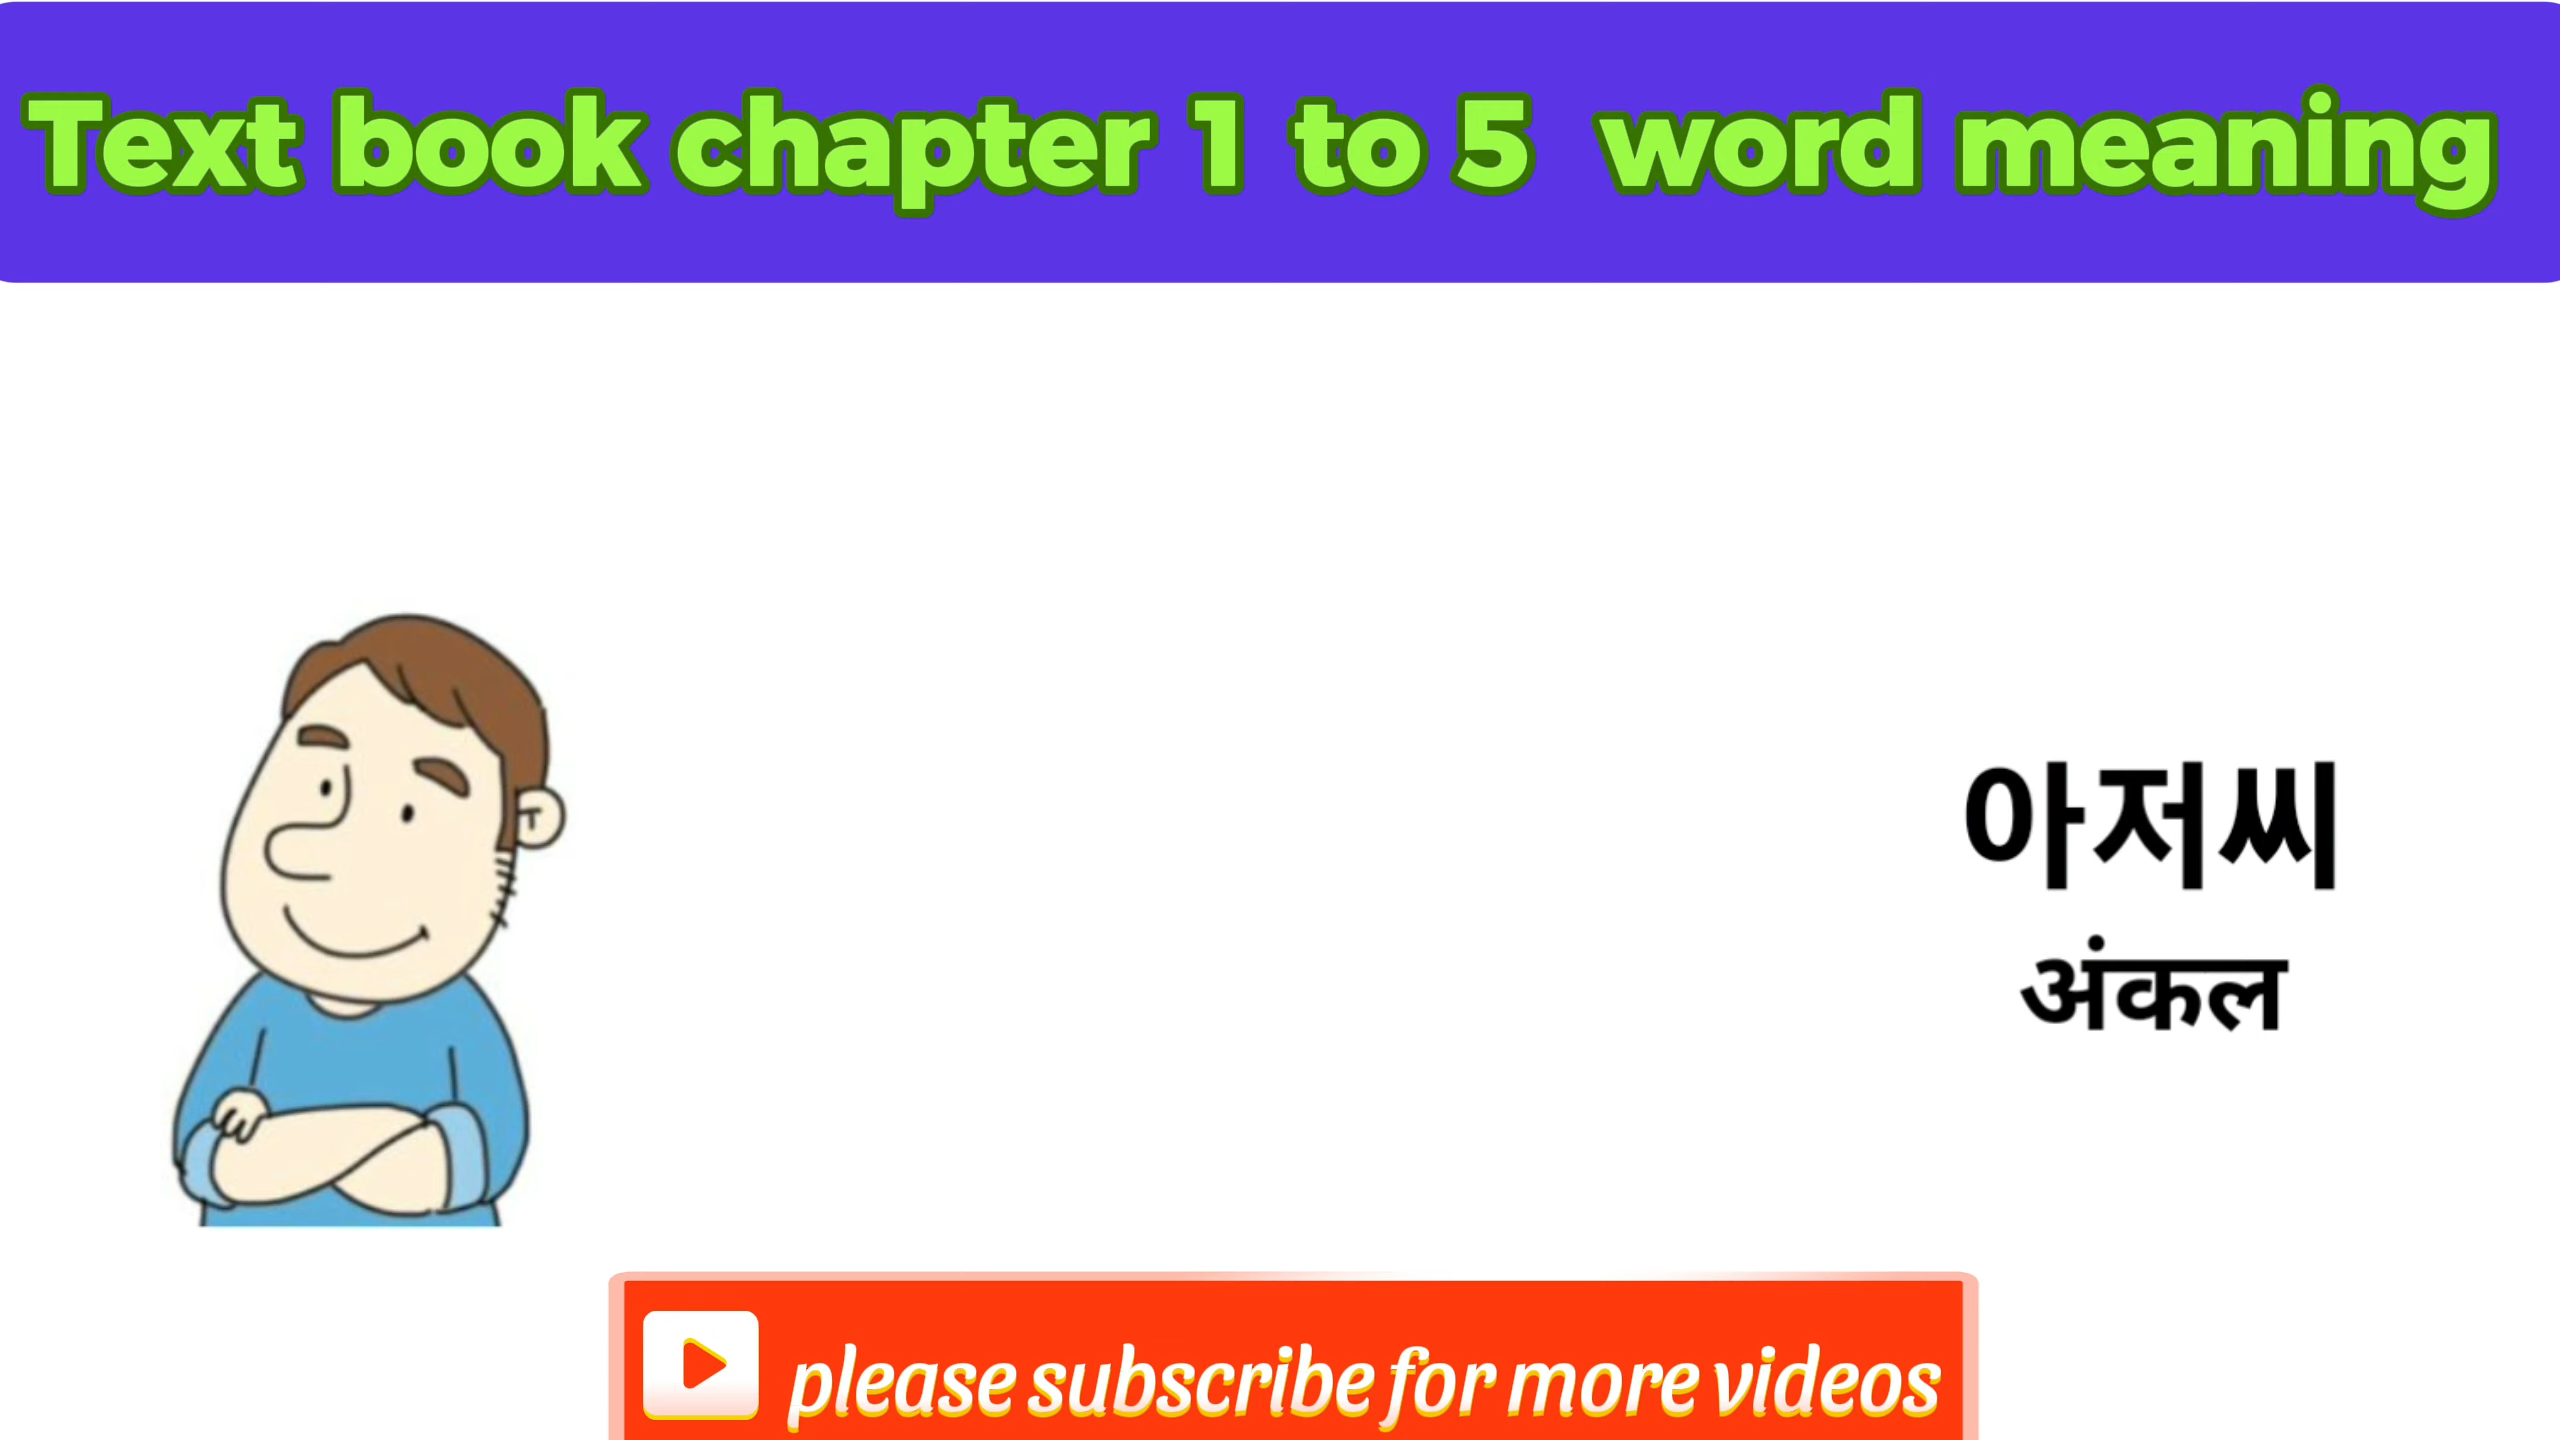 Text book chapter 1 to 5 word meaning
아저씨
अंकल
please subscribe for more videos